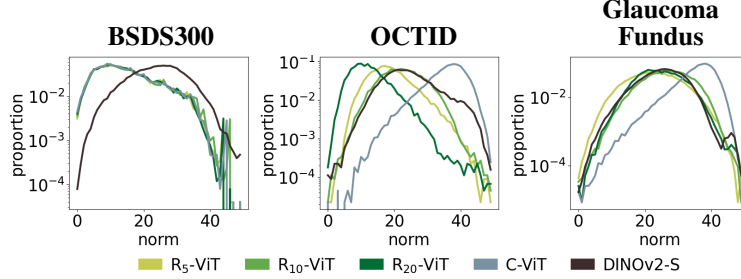 BSDS300
OCTID
Glaucoma
Fundus
proportion
10⁻²
10⁻³
10⁻⁴
0 20 40
norm
proportion
10⁻¹
10⁻²
10⁻³
10⁻⁴
0 20 40
norm
proportion
10⁻²
10⁻⁴
0 20 40
norm
R₅-ViT R₁₀-ViT R₂₀-ViT C-ViT DINOv2-S